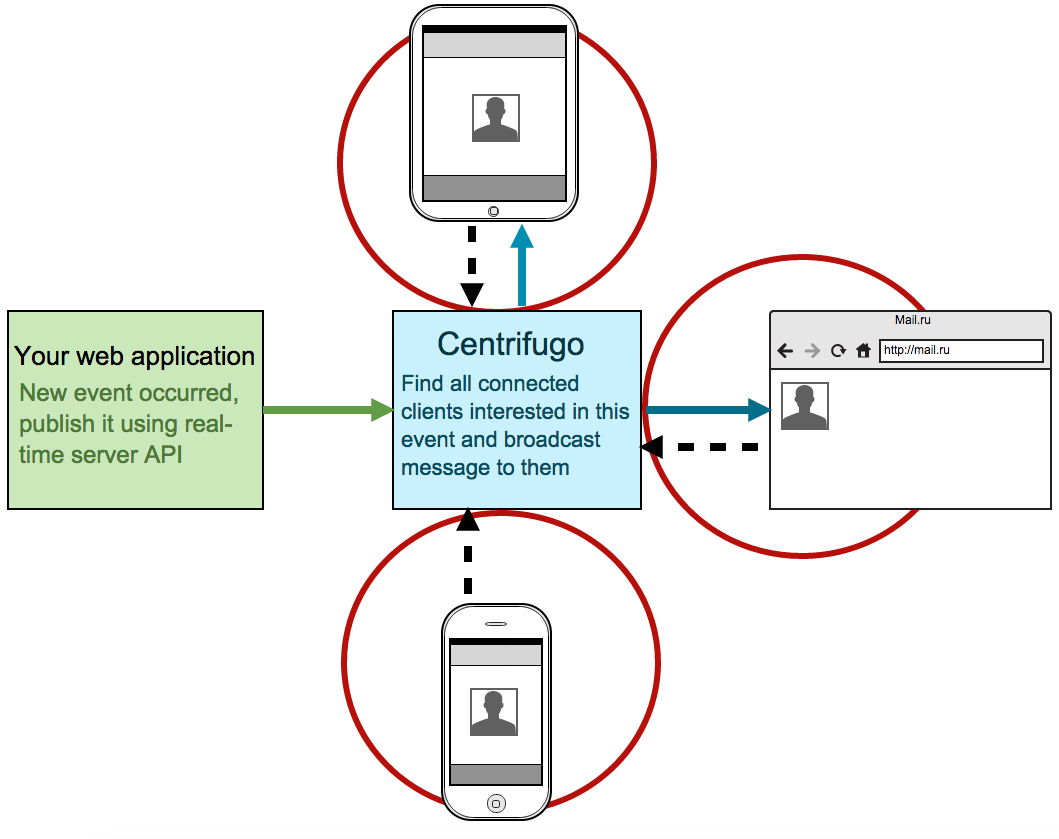 Your web application
New event occurred,
publish it using real-
time server API
Centrifugo
Find all connected
clients interested in this
event and broadcast
message to them
Mail.ru
http://mail.ru